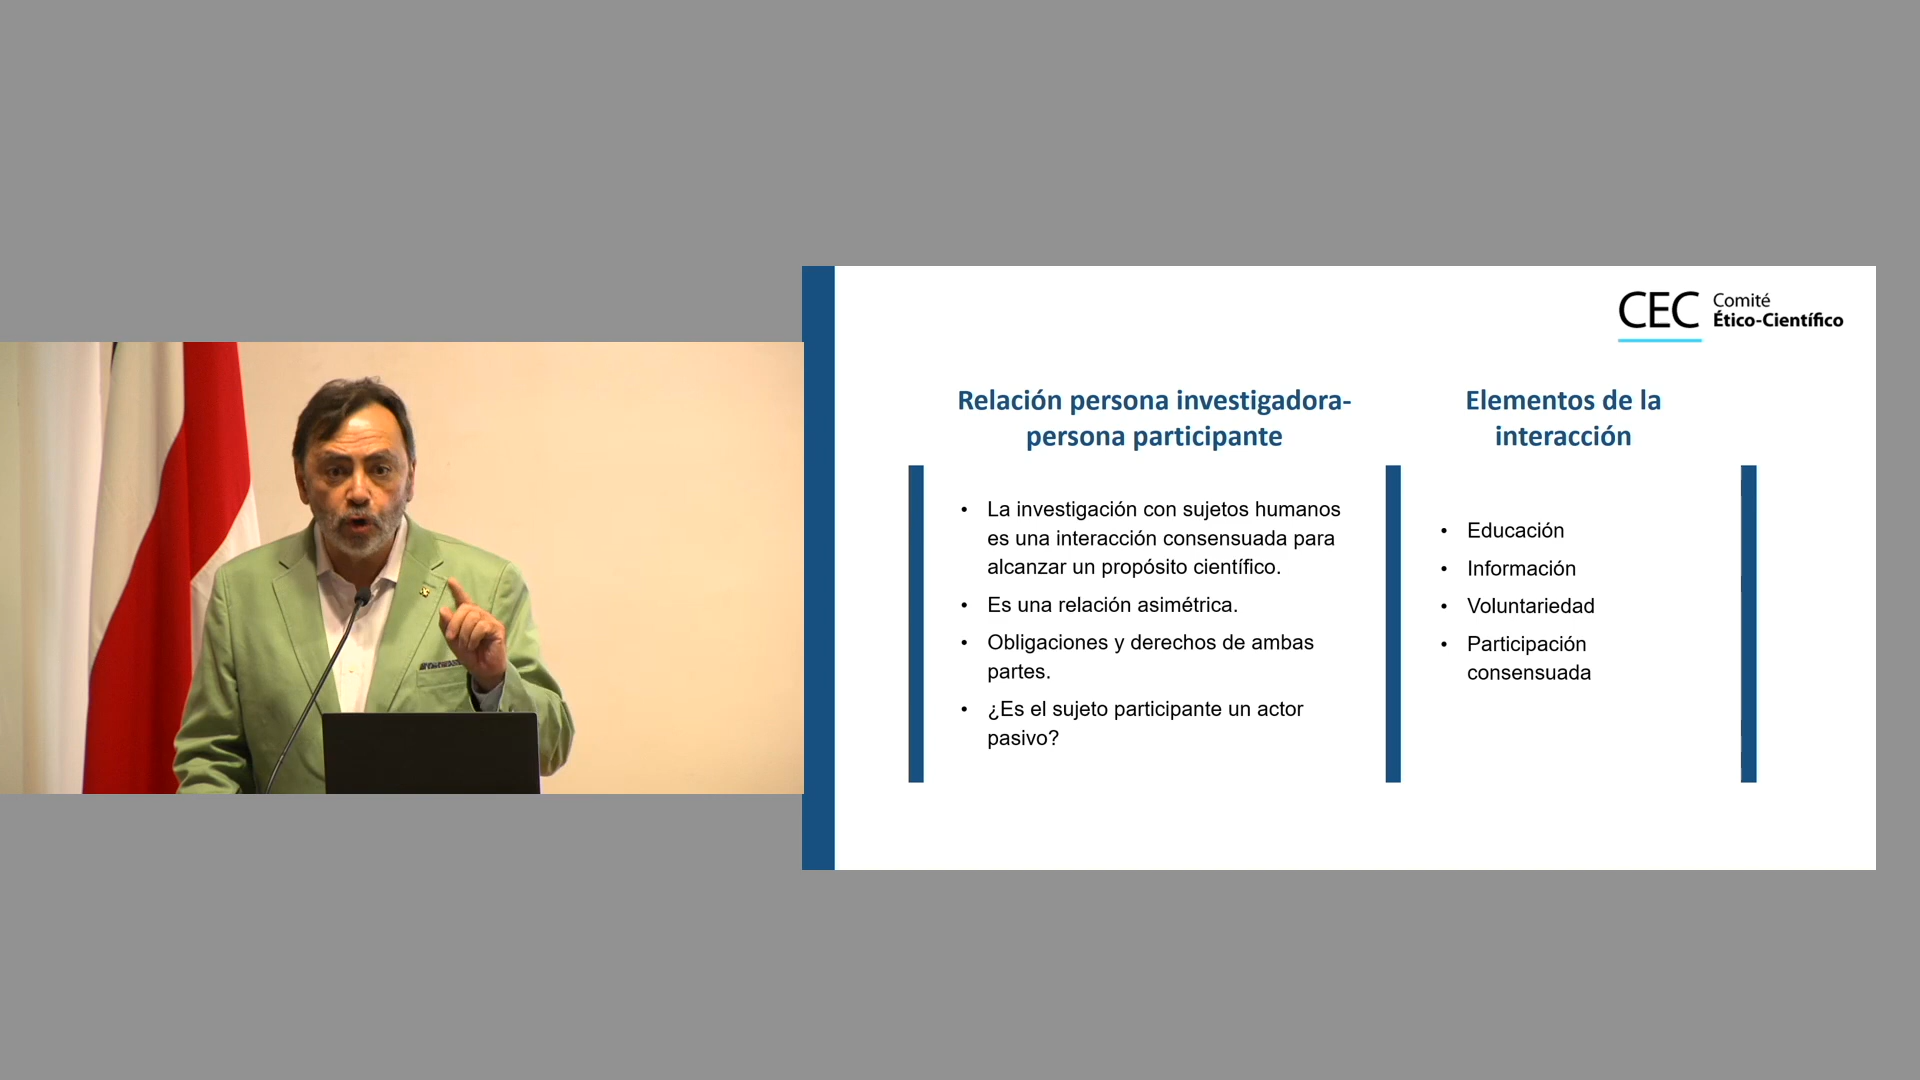 CEC Comité
Ético-Científico
Relación persona investigadora-
persona participante
• La investigación con sujetos humanos
es una interacción consensuada para
alcanzar un propósito científico.
• Es una relación asimétrica.
• Obligaciones y derechos de ambas
partes.
• ¿Es el sujeto participante un actor
pasivo?
Elementos de la
interacción
• Educación
• Información
• Voluntariedad
• Participación
consensuada